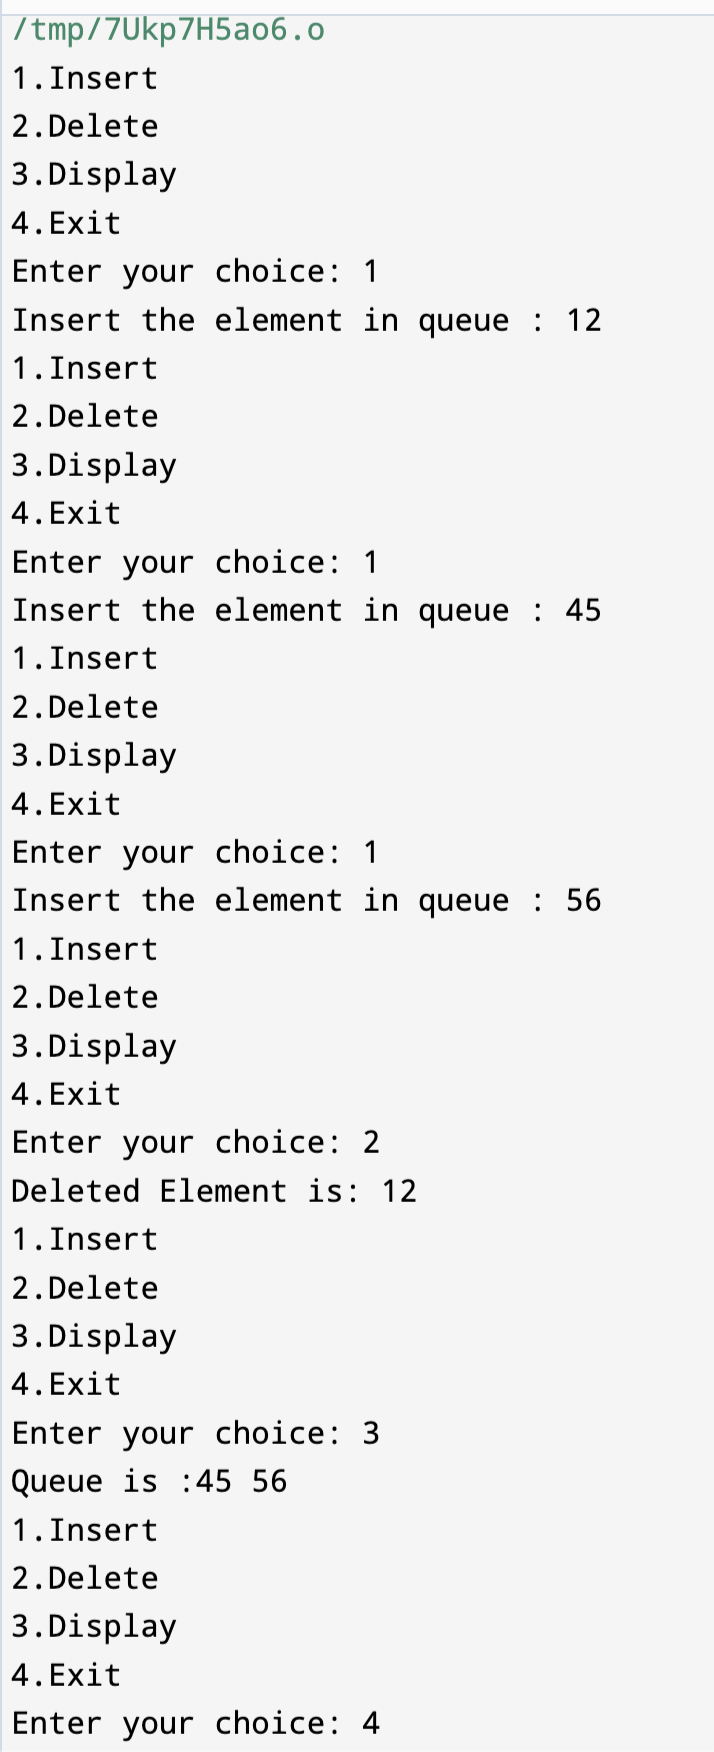 /tmp/7Ukp7H5ao6.o
1.Insert
2.Delete
3.Display
4.Exit
Enter your choice: 1
Insert the element in queue : 12
1.Insert
2.Delete
3.Display
4.Exit
Enter your choice: 1
Insert the element in queue : 45
1.Insert
2.Delete
3.Display
4.Exit
Enter your choice: 1
Insert the element in queue : 56
1.Insert
2.Delete
3.Display
4.Exit
Enter your choice: 2
Deleted Element is: 12
1.Insert
2.Delete
3.Display
4.Exit
Enter your choice: 3
Queue is :45 56
1.Insert
2.Delete
3.Display
4.Exit
Enter your choice: 4